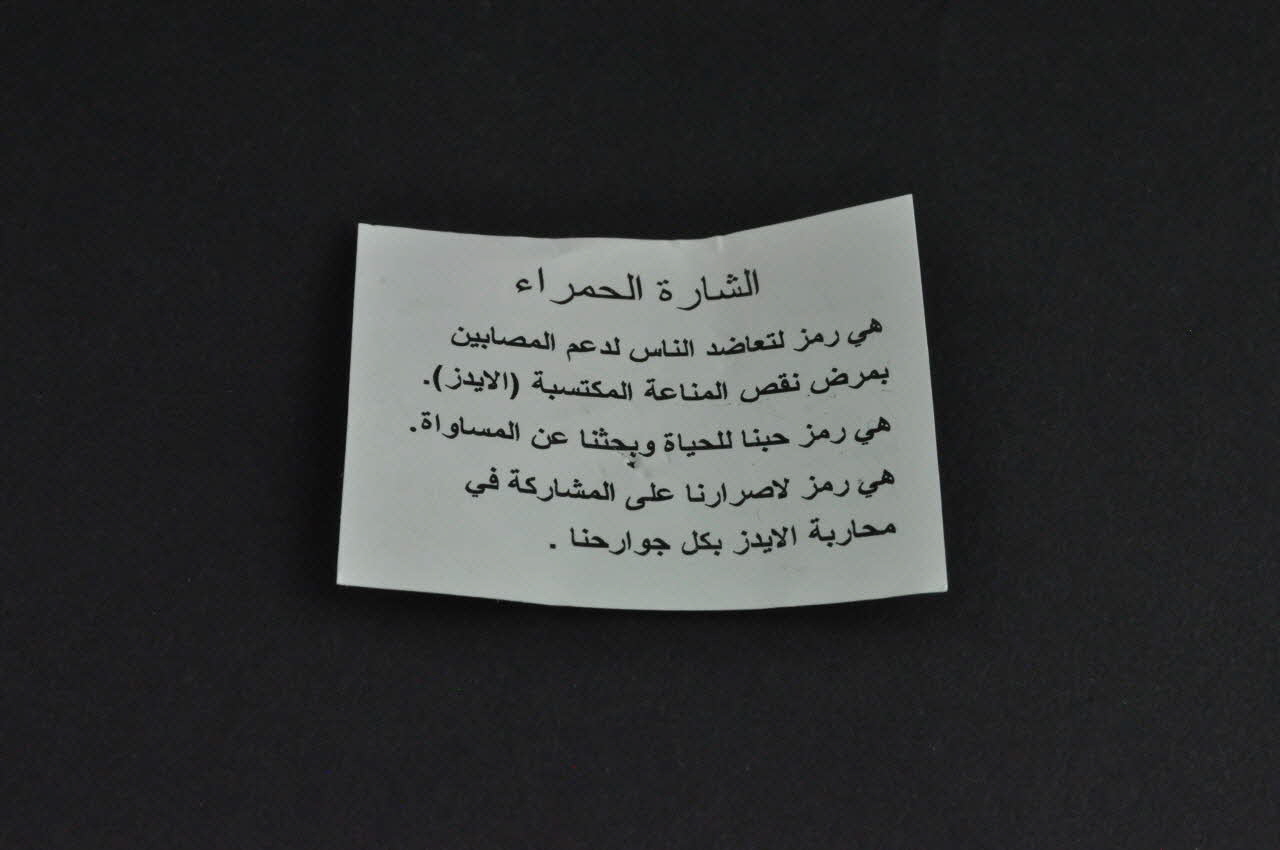 الشارة الحمراء
هي رمز لتعاضد الناس لدعم المصابين
بمرض نقص المناعة المكتسبة (الايدز).
هي رمز حبنا للحياة وبحثنا عن المساواة.
هي رمز لاصرارنا على المشاركة في
محاربة الايدز بكل جوارحنا .